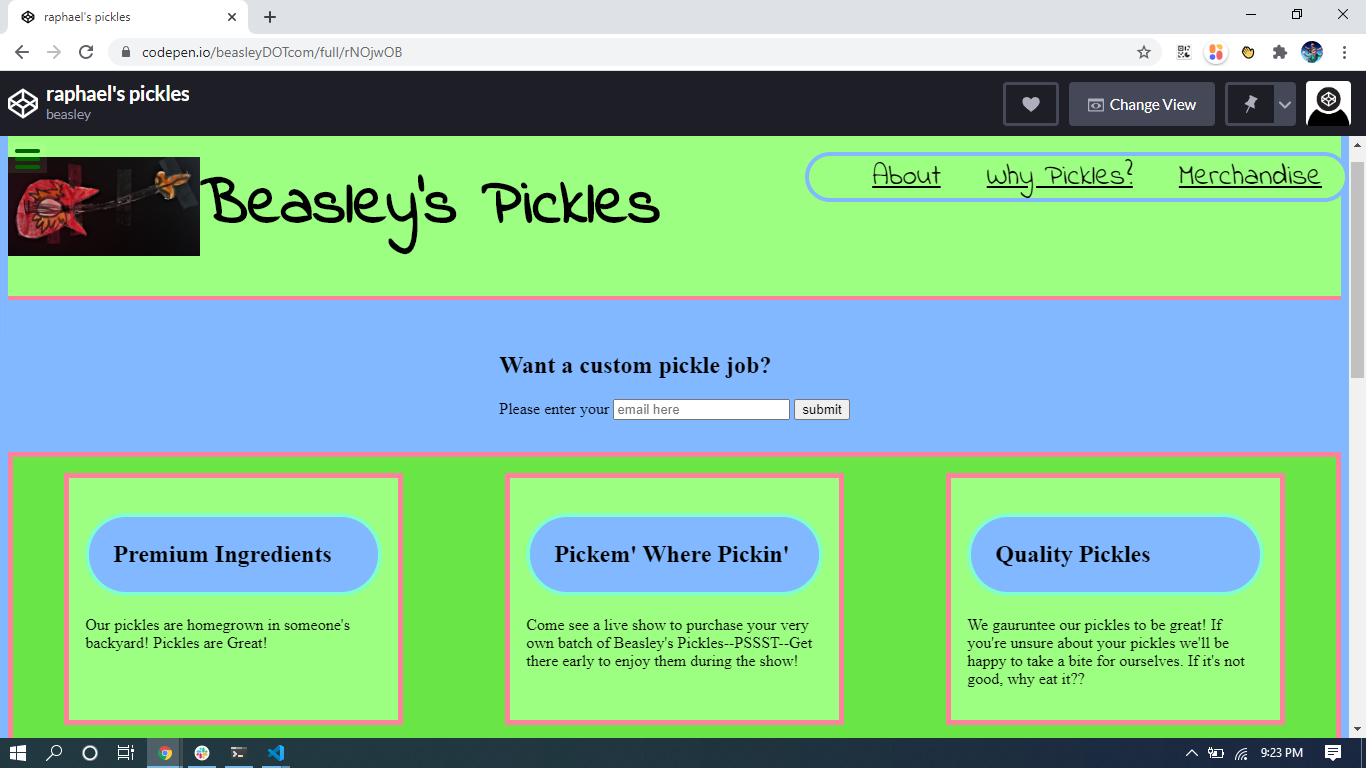 raphael's pickles
codepen.io/beasleyDOTcom/full/rNOjwOB
raphael's pickles
beasley
Change View
Beasley's Pickles
About Why Pickles? Merchandise
Want a custom pickle job?
Please enter your email here submit
Premium Ingredients
Our pickles are homegrown in someone's
backyard! Pickles are Great!
Pickem' Where Pickin'
Come see a live show to purchase your very
own batch of Beasley's Pickles--PSSST--Get
there early to enjoy them during the show!
Quality Pickles
We gauruntee our pickles to be great! If
you're unsure about your pickles we'll be
happy to take a bite for ourselves. If it's not
good, why eat it??
9:23 PM